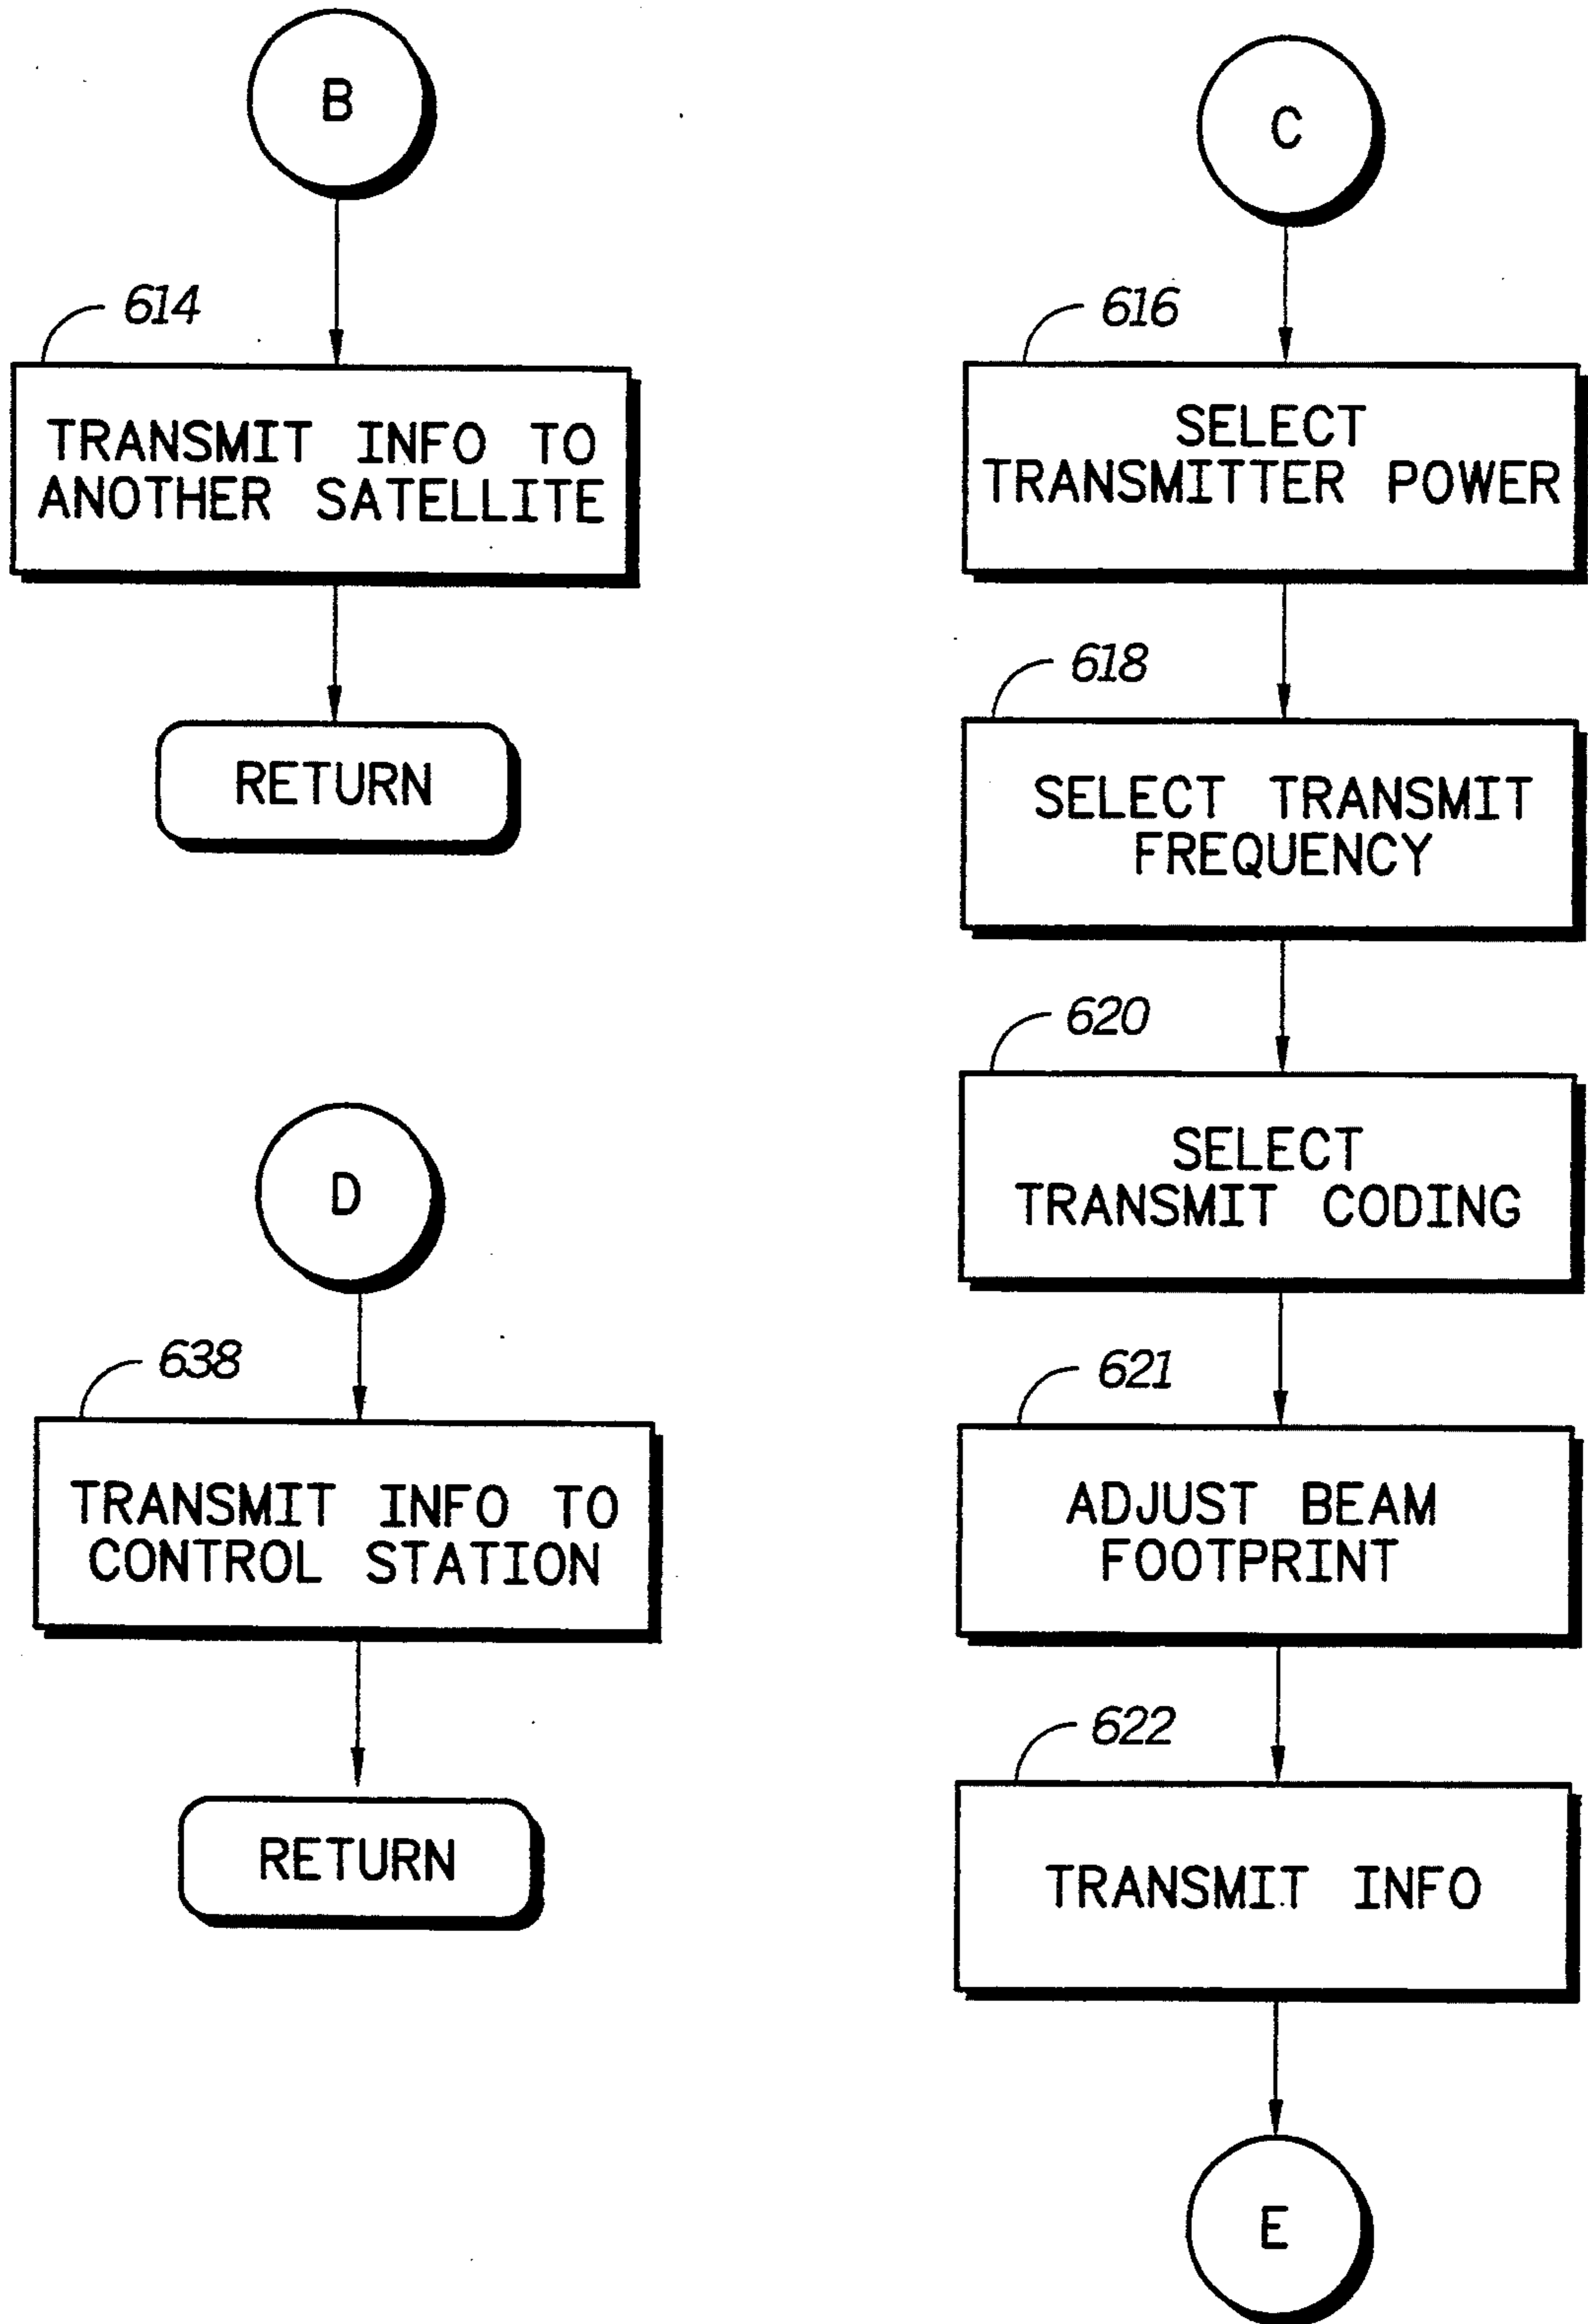 B
614
TRANSMIT INFO TO
ANOTHER SATELLITE
RETURN
D
638
TRANSMIT INFO TO
CONTROL STATION
RETURN
C
616
SELECT
TRANSMITTER POWER
618
SELECT TRANSMIT
FREQUENCY
620
SELECT
TRANSMIT CODING
621
ADJUST BEAM
FOOTPRINT
622
TRANSMIT INFO
E